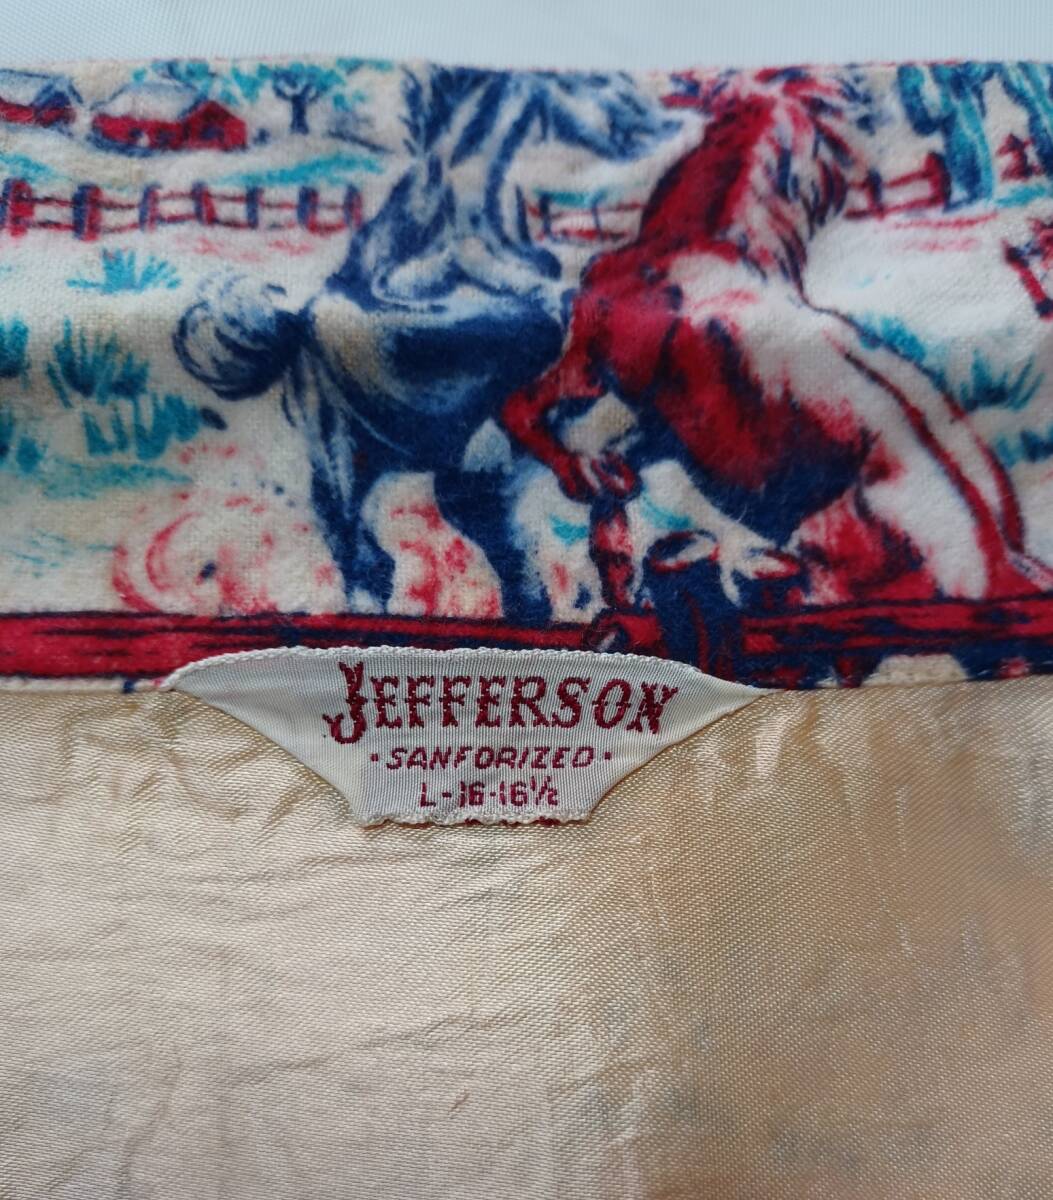 JEFFERSON
· SANFORIZED ·
L-16-16½